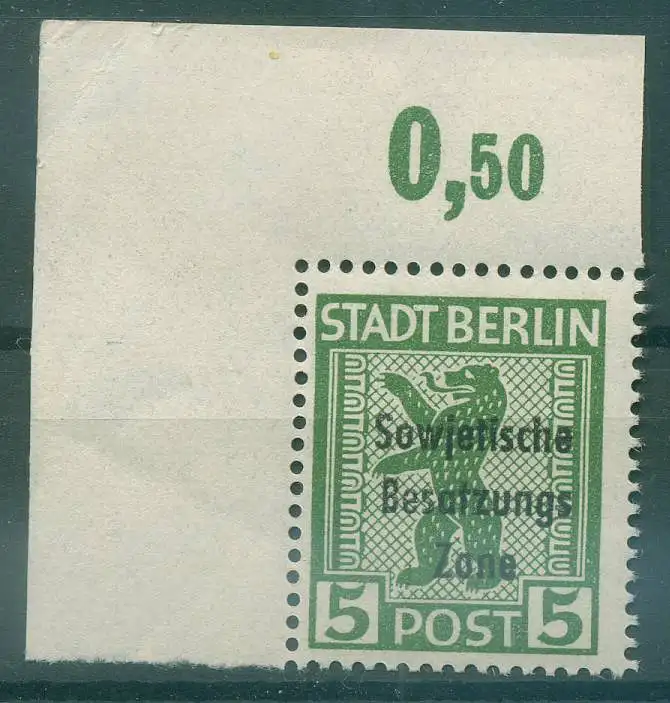 0,50
STADT BERLIN
Sowjetische
Besatzungs
Zone
5 POST 5